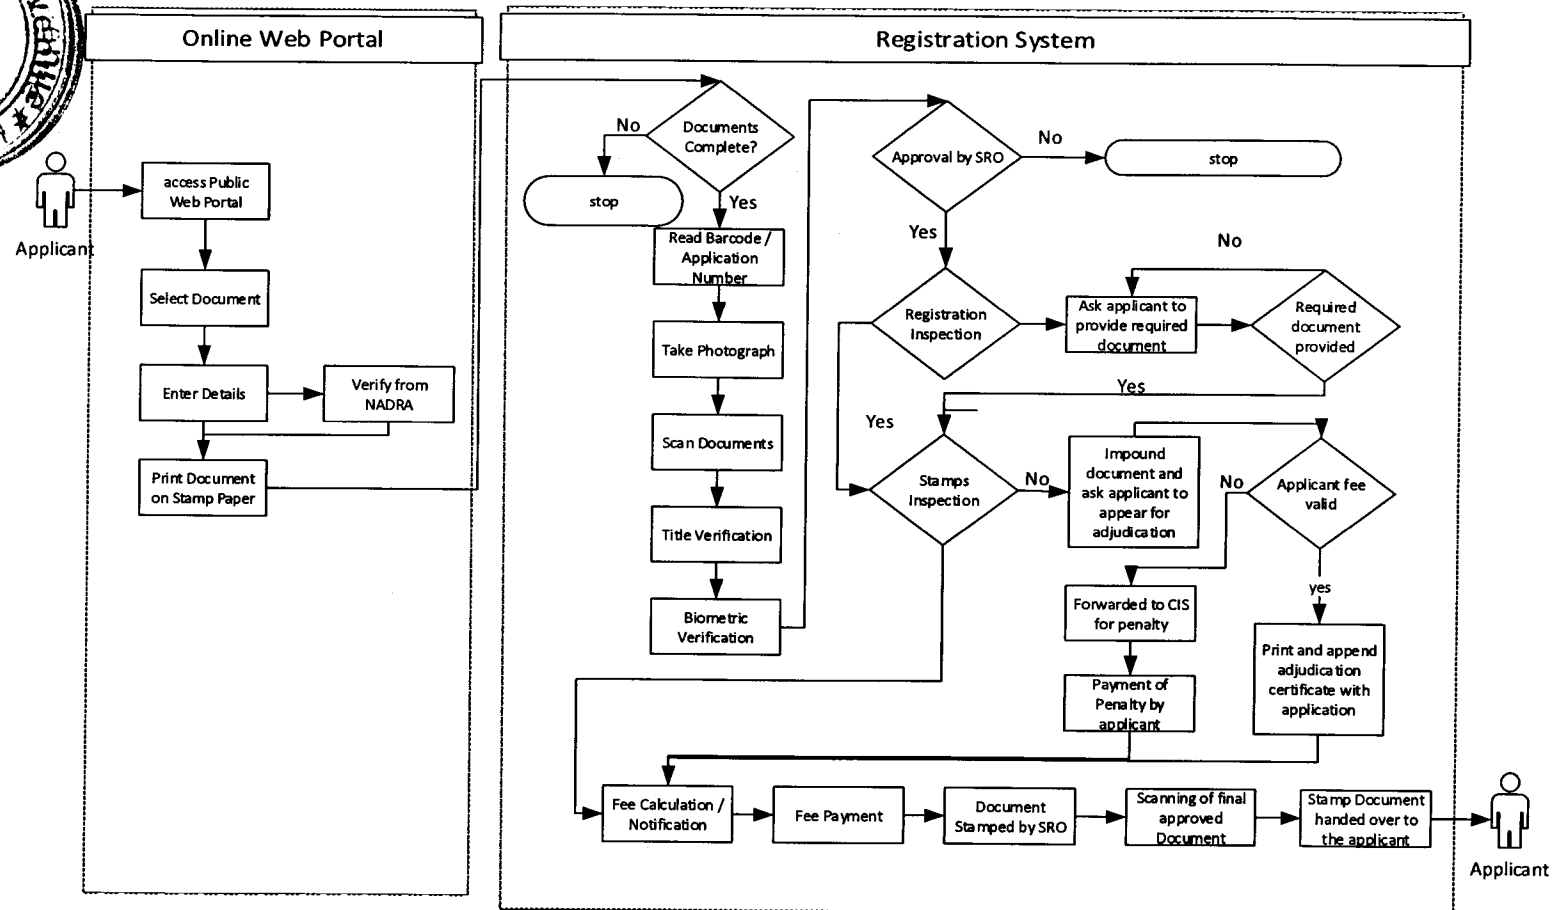 Online Web Portal
Registration System
Applicant
access Public
Web Portal
Select Document
Enter Details
Verify from
NADRA
Print Document
on Stamp Paper
Documents
Complete?
No
stop
Yes
Read Barcode /
Application
Number
Take Photograph
Scan Documents
Title Verification
Biometric
Verification
Approval by SRO
No
stop
Yes
Registration
Inspection
Ask applicant to
provide required
document
No
Required
document
provided
Yes
Yes
Stamps
Inspection
No
Impound
document and
ask applicant to
appear for
adjudication
Applicant fee
valid
No
yes
Forwarded to CIS
for penalty
Payment of
Penalty by
applicant
Print and append
adjudication
certificate with
application
Fee Calculation /
Notification
Fee Payment
Document
Stamped by SRO
Scanning of final
approved
Document
Stamp Document
handed over to
the applicant
Applicant